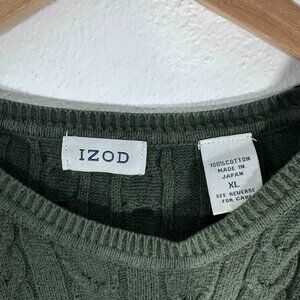 IZOD
100% COTTON
MADE IN
JAPAN
XL
SEE REVERSE
FOR CARE